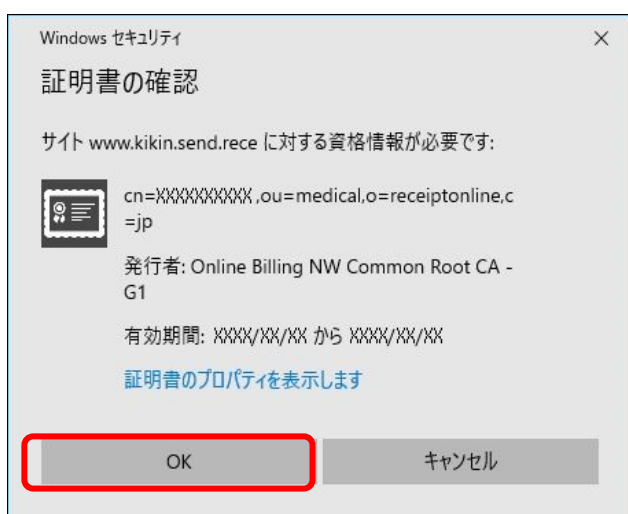 Windows セキュリティ
証明書の確認
サイト www.kikin.send.rece に対する資格情報が必要です:
cn=XXXXXXXXXX ,ou=medical,o=receiptonline,c
=jp
発行者: Online Billing NW Common Root CA -
G1
有効期間: XXXX/XX/XX から XXXX/XX/XX
証明書のプロパティを表示します
OK
キャンセル